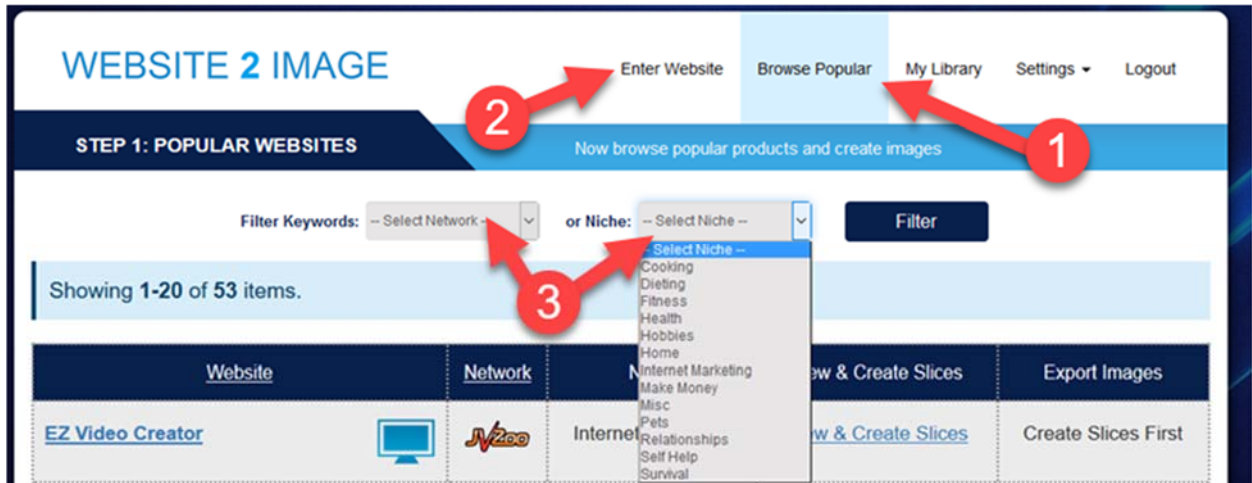 WEBSITE 2 IMAGE
Enter Website Browse Popular My Library Settings Logout
2
1
STEP 1: POPULAR WEBSITES
Now browse popular products and create images
Filter Keywords: -- Select Network -- or Niche: -- Select Niche -- Filter
-- Select Niche --
Cooking
Dieting
Fitness
Health
Hobbies
Home
Internet Marketing
Make Money
Misc
Pets
Relationships
Self Help
Survival
3
Showing 1-20 of 53 items.
Website Network & Create Slices Export Images
EZ Video Creator JVZoo Internet & Create Slices Create Slices First